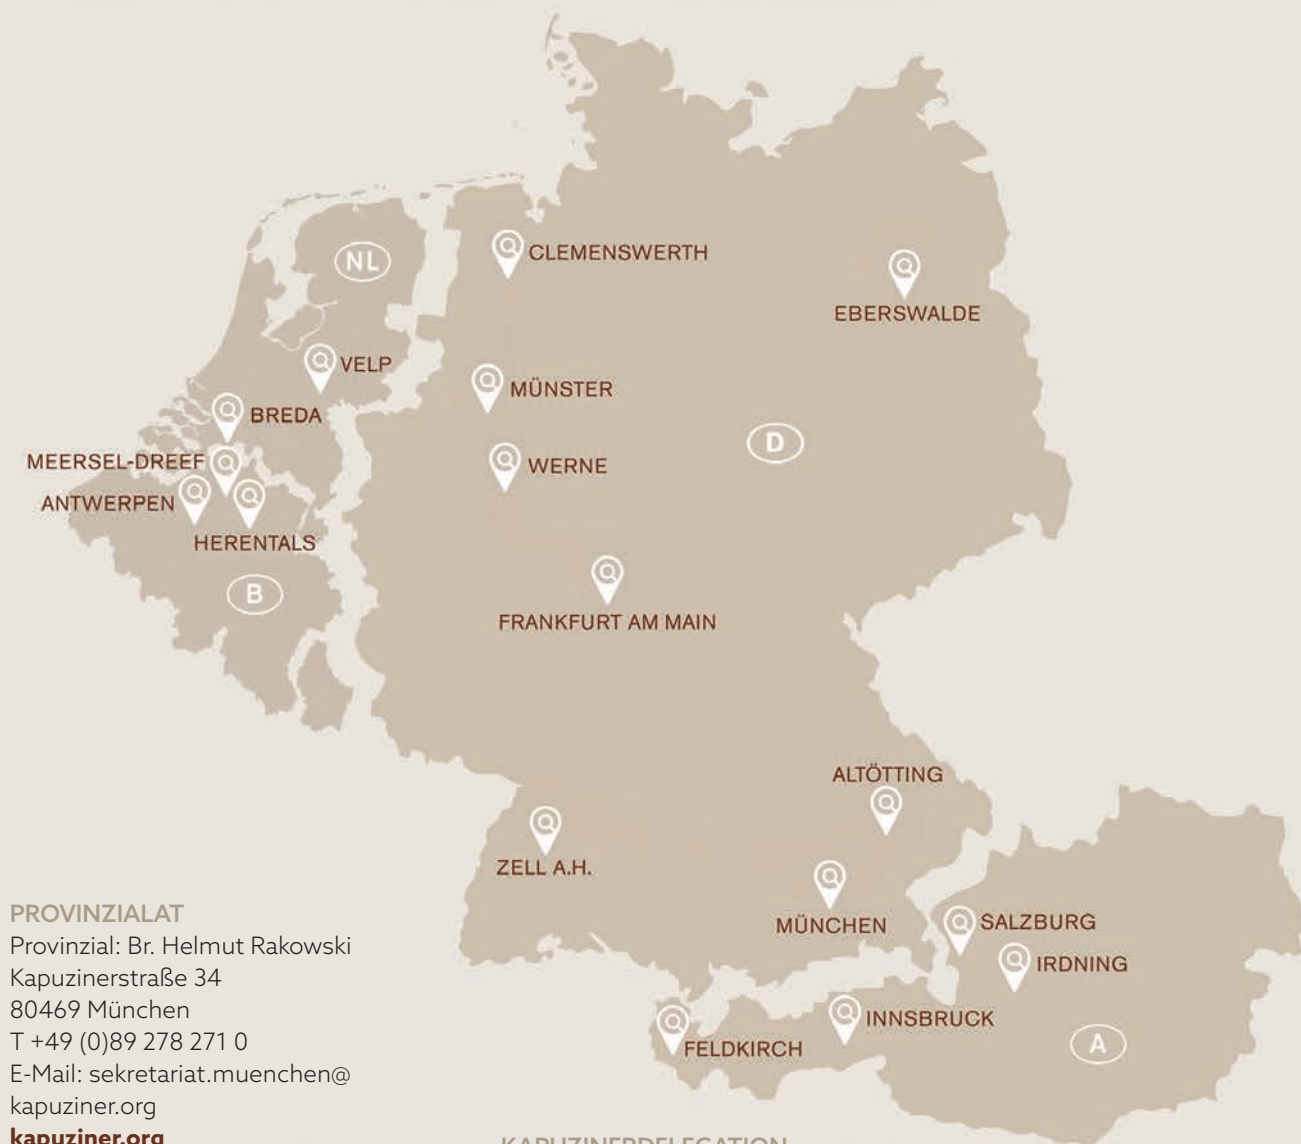 CLEMENSWERTH
NL
EBERSWALDE
VELP
MÜNSTER
BREDA
D
MEERSEL-DREEF
WERNE
ANTWERPEN
HERENTALS
B
FRANKFURT AM MAIN
ALTÖTTING
ZELL A.H.
MÜNCHEN
SALZBURG
IRDNING
INNSBRUCK
FELDKIRCH
A
PROVINZIALAT
Provinzial: Br. Helmut Rakowski
Kapuzinerstraße 34
80469 München
T +49 (0)89 278 271 0
E-Mail: sekretariat.muenchen@
kapuziner.org
kapuziner.org
KAPUZINERDELEGATION